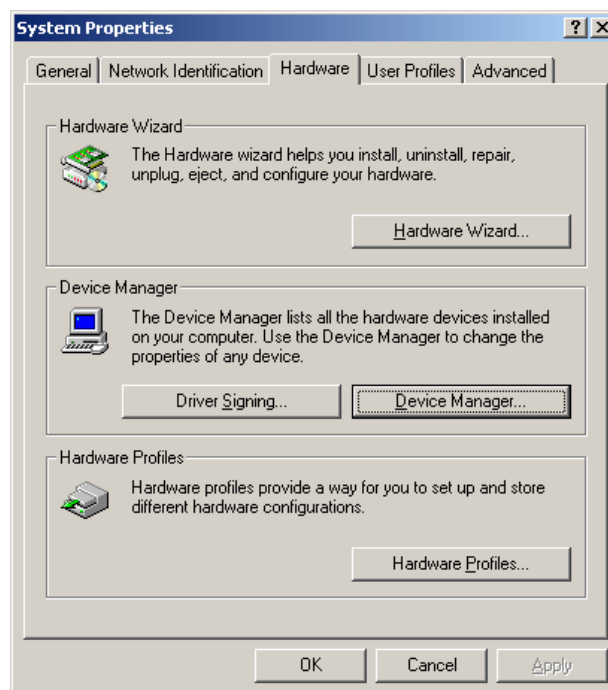 System Properties
General Network Identification Hardware User Profiles Advanced
Hardware Wizard
The Hardware wizard helps you install, uninstall, repair,
unplug, eject, and configure your hardware.
Hardware Wizard...
Device Manager
The Device Manager lists all the hardware devices installed
on your computer. Use the Device Manager to change the
properties of any device.
Driver Signing... Device Manager...
Hardware Profiles
Hardware profiles provide a way for you to set up and store
different hardware configurations.
Hardware Profiles...
OK Cancel Apply